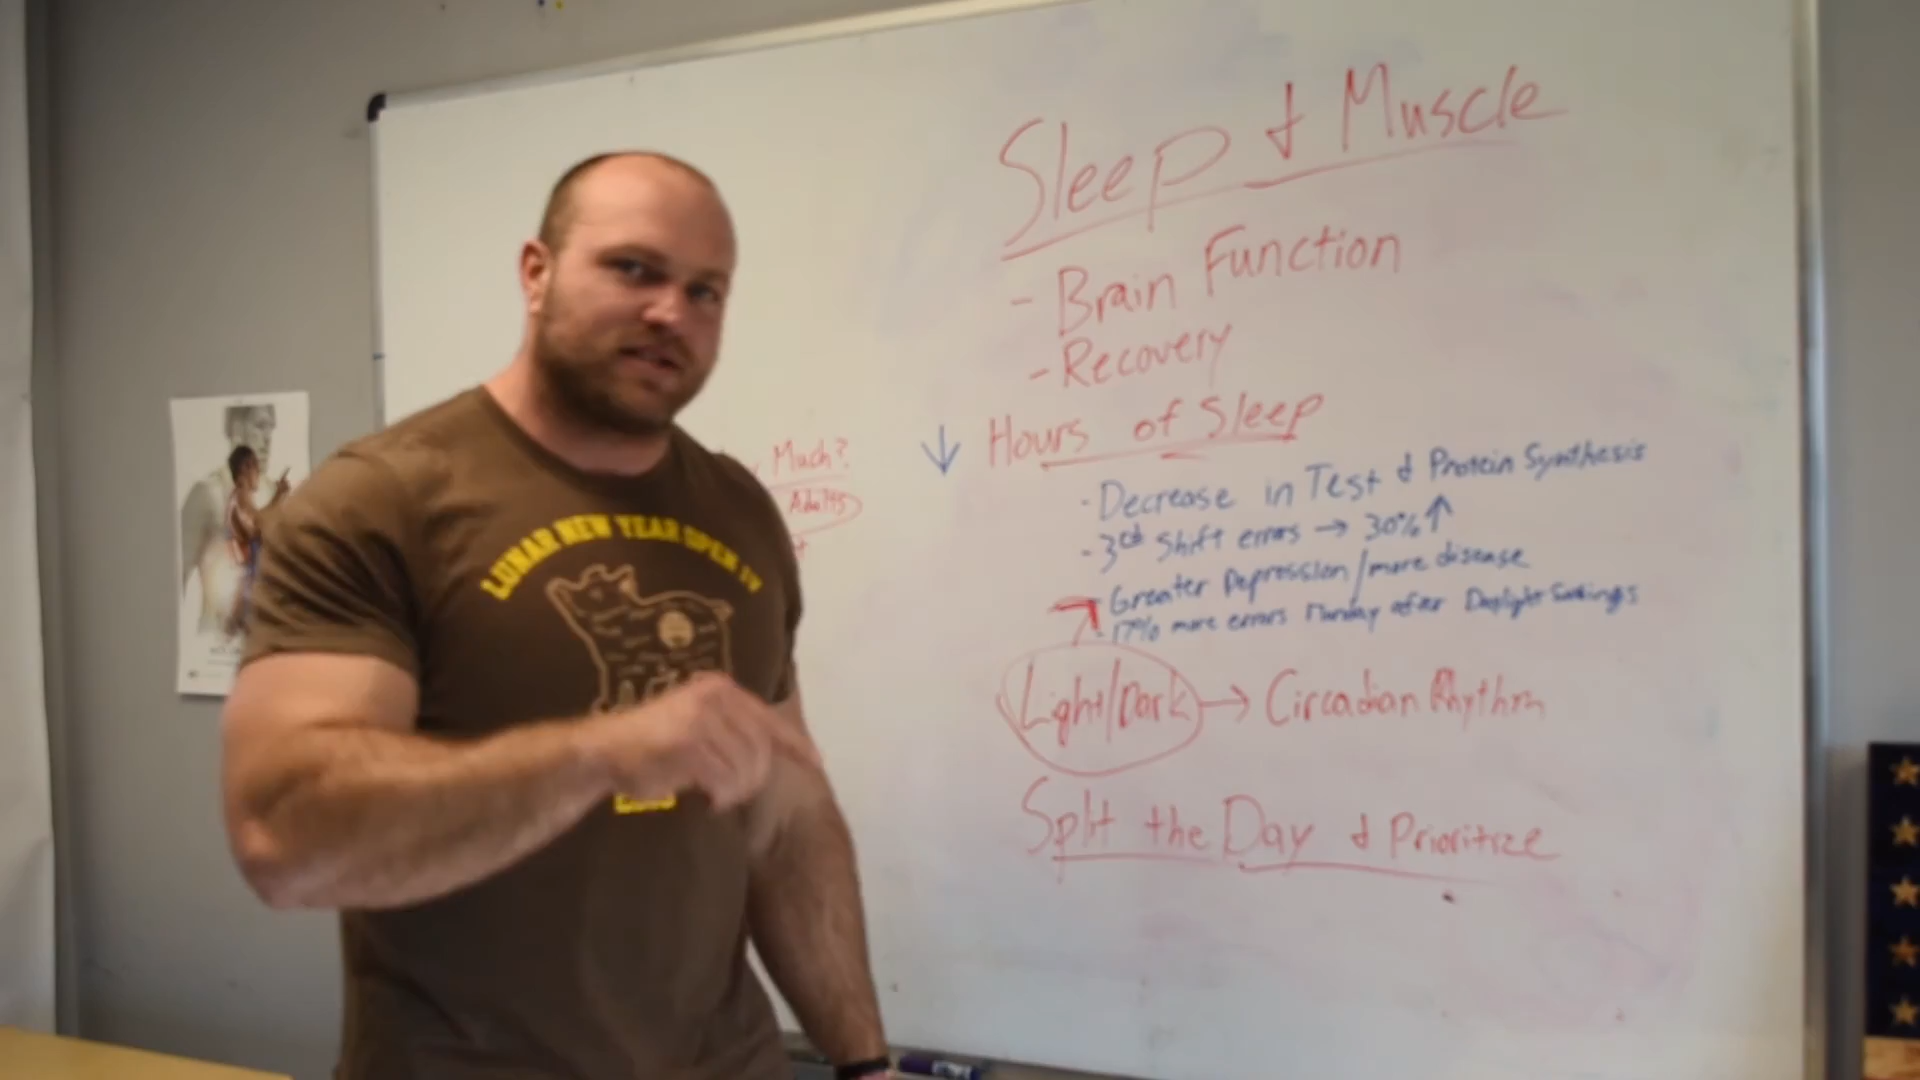 Sleep & Muscle
- Brain Function
- Recovery
↓ Hours of Sleep
- Decrease in Test & Protein Synthesis
- 3rd Shift errors → 30% ↑
- Greater Depression/more disease
- 17% more errors Monday after Daylight Savings
Light/Dark → Circadian Rhythm
Split the Day & Prioritize
Much?
Adults
LUNAR NEW YEAR OPEN IV